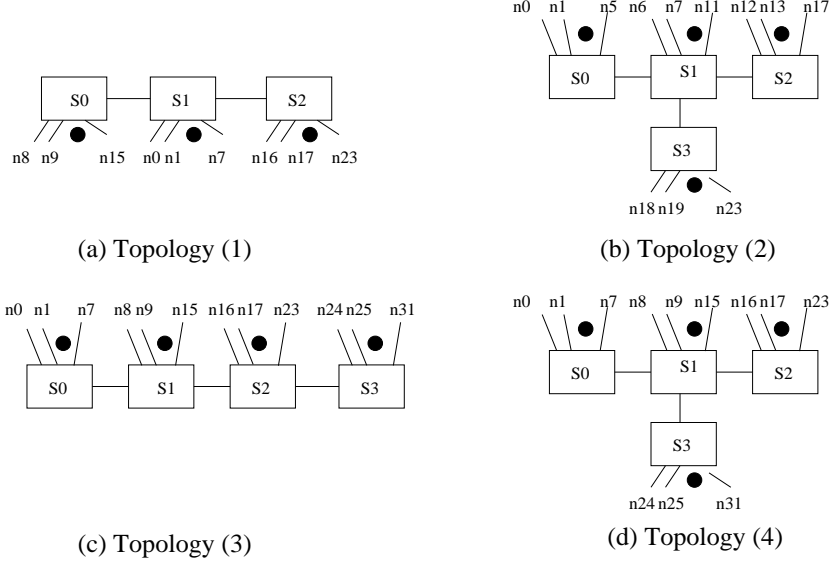 S0 S1 S2
n8 n9 n15 n0 n1 n7 n16 n17 n23
(a) Topology (1)
n0 n1 n5 n6 n7 n11 n12 n13 n17
S0 S1 S2
S3
n18 n19 n23
(b) Topology (2)
n0 n1 n7 n8 n9 n15 n16 n17 n23 n24 n25 n31
S0 S1 S2 S3
(c) Topology (3)
n0 n1 n7 n8 n9 n15 n16 n17 n23
S0 S1 S2
S3
n24 n25 n31
(d) Topology (4)